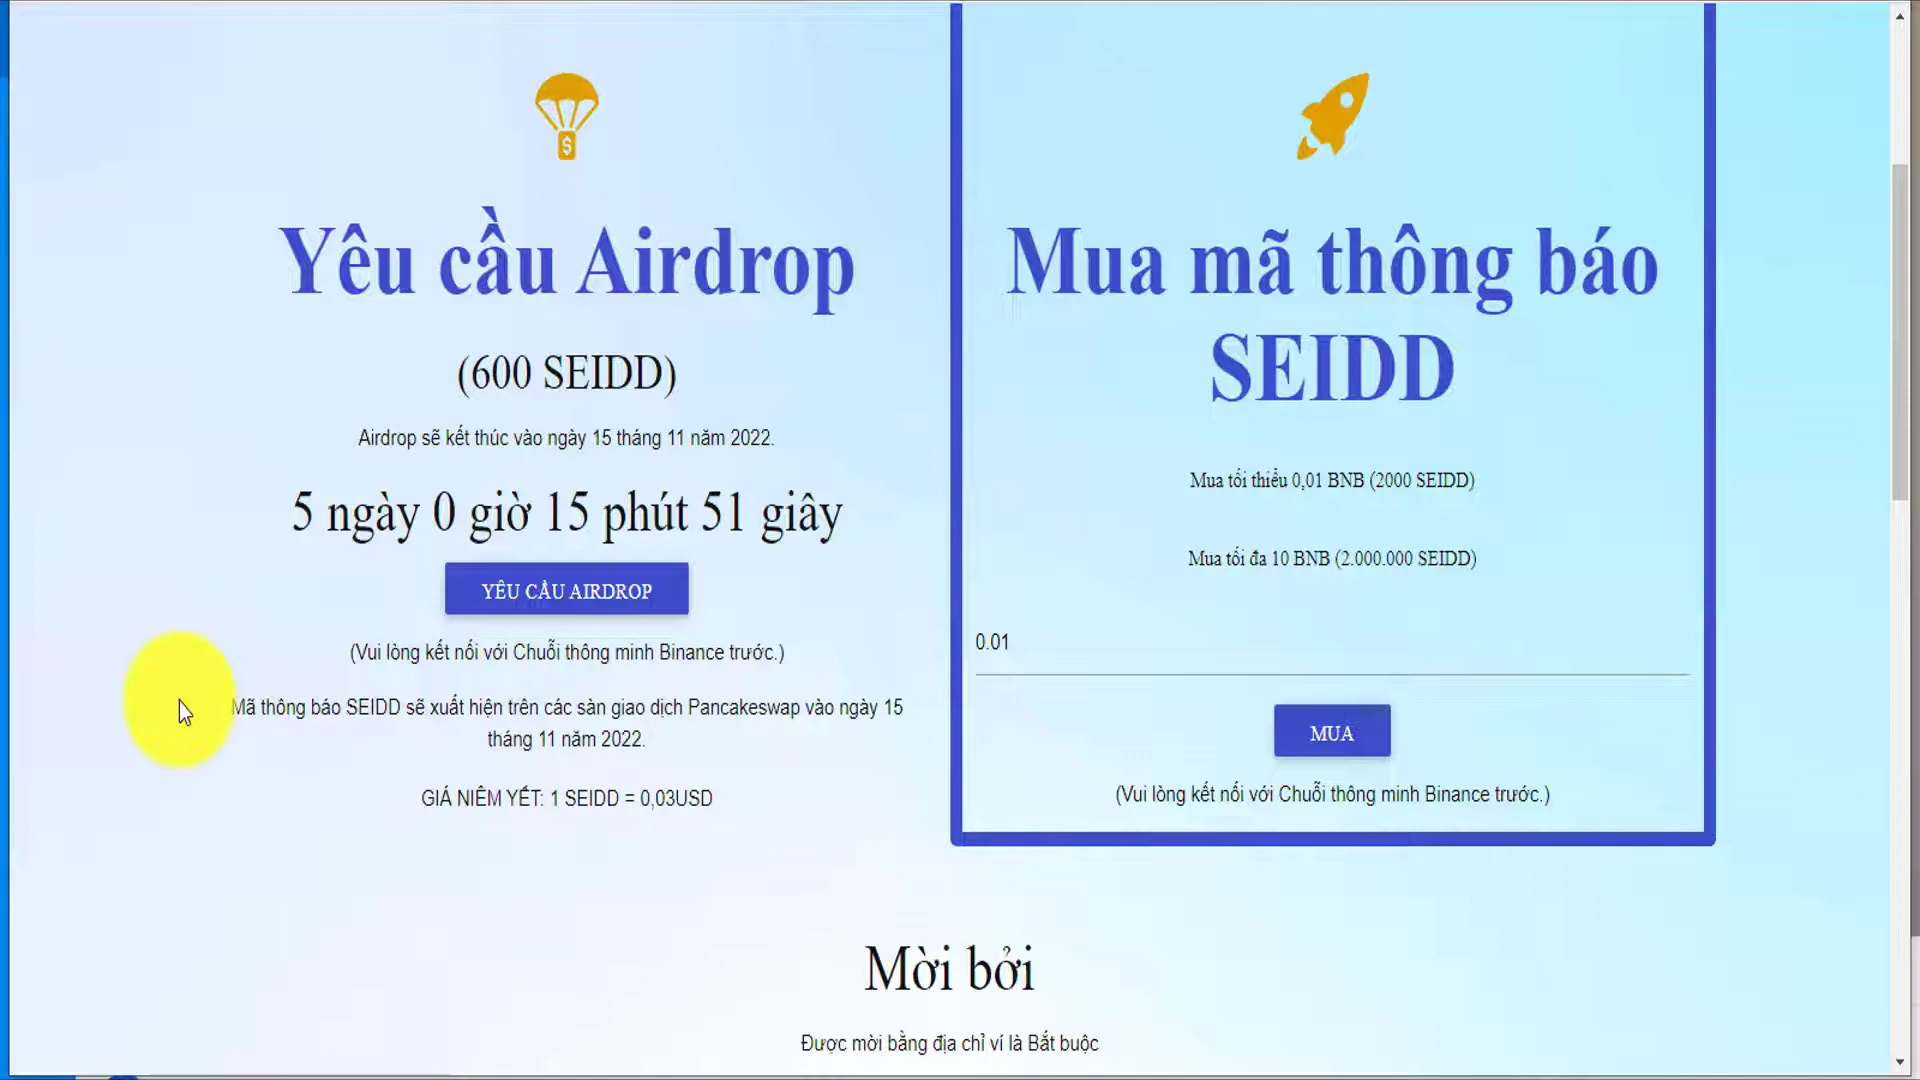 Yêu cầu Airdrop
(600 SEIDD)
Airdrop sẽ kết thúc vào ngày 15 tháng 11 năm 2022.
5 ngày 0 giờ 15 phút 51 giây
YÊU CẦU AIRDROP
(Vui lòng kết nối với Chuỗi thông minh Binance trước.)
Mã thông báo SEIDD sẽ xuất hiện trên các sàn giao dịch Pancakeswap vào ngày 15
tháng 11 năm 2022.
GIÁ NIÊM YẾT: 1 SEIDD = 0,03USD
Mua mã thông báo
SEIDD
Mua tối thiểu 0,01 BNB (2000 SEIDD)
Mua tối đa 10 BNB (2.000.000 SEIDD)
0.01
MUA
(Vui lòng kết nối với Chuỗi thông minh Binance trước.)
Mời bởi
Được mời bằng địa chỉ ví là Bắt buộc